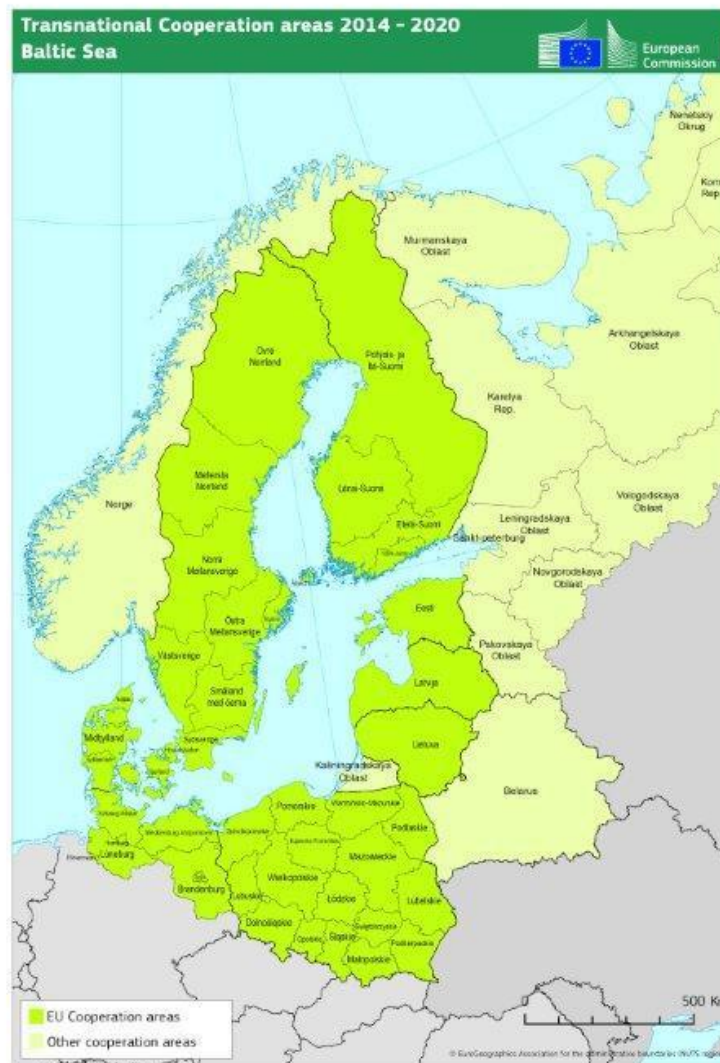 Transnational Cooperation areas 2014 - 2020
Baltic Sea
European
Commission
Nenetskiy
Okrug
Murmanskaya
Oblast
Arkhangelskaya
Oblast
Övre
Norrland
Pohjois- ja
Itä-Suomi
Karelya
Rep.
Mellersta
Norrland
Länsi-Suomi
Vologodskaya
Oblast
Norge
Leningradskaya
Oblast
Etelä-Suomi
Sankt-peterburg
Norra
Mellansverige
Novgorodskaya
Oblast
Östra
Mellansverige
Eesti
Pskovskaya
Oblast
Västsverige
Latvija
Småland
med öarna
Midtjylland
Sydsverige
Lietuva
Kaliningradskaya
Oblast
Belarus
Pomorskie
Podlaskie
Lüneburg
Mazowieckie
Wielkopolskie
Brandenburg
Lubuskie
Łódzkie
Lubelskie
Dolnośląskie
Opolskie
Śląskie
Małopolskie
EU Cooperation areas
Other cooperation areas
500 K